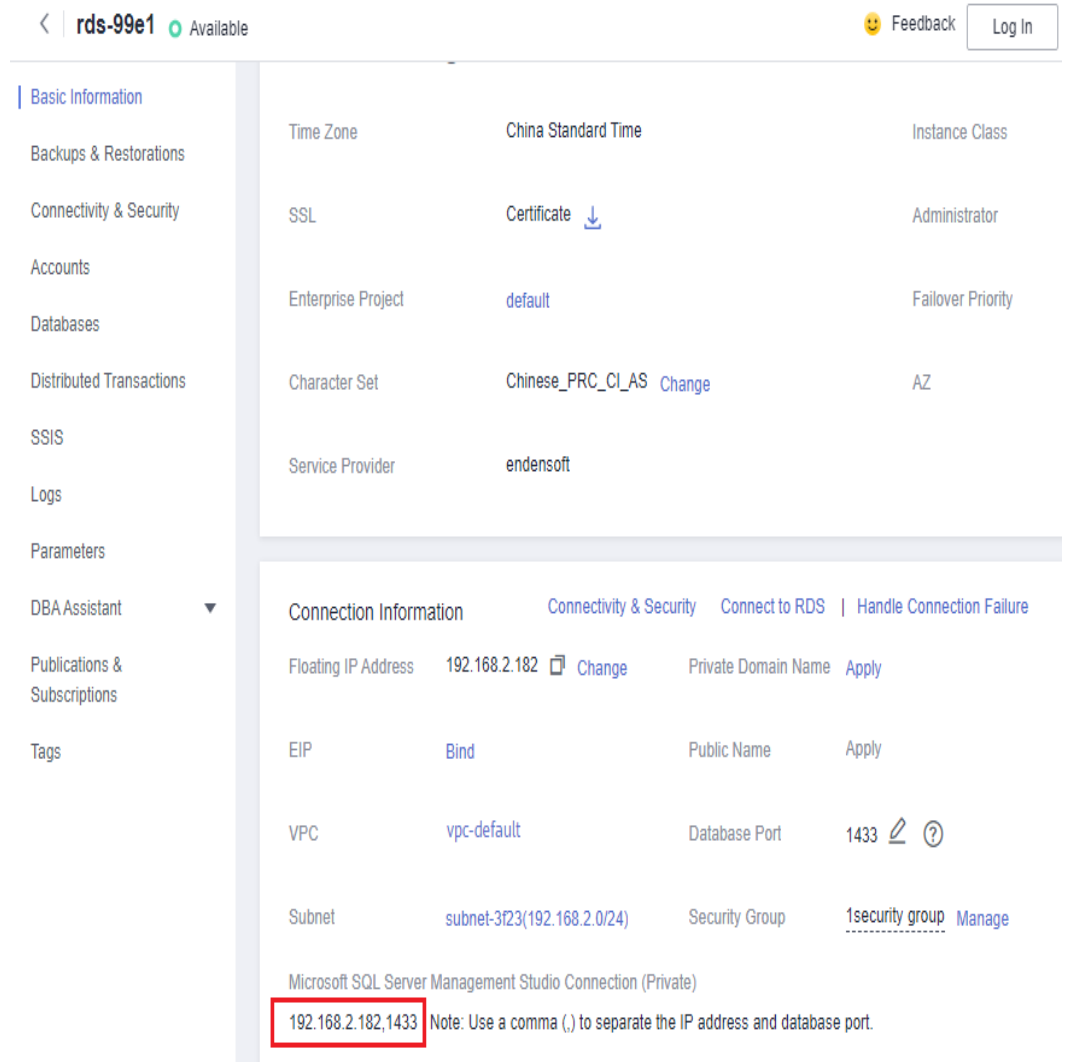 rds-99e1 Available Feedback Log In
Basic Information
Backups & Restorations
Connectivity & Security
Accounts
Databases
Distributed Transactions
SSIS
Logs
Parameters
DBA Assistant
Publications &
Subscriptions
Tags
Time Zone China Standard Time Instance Class
SSL Certificate Administrator
Enterprise Project default Failover Priority
Character Set Chinese_PRC_CI_AS Change AZ
Service Provider endensoft
Connection Information Connectivity & Security Connect to RDS | Handle Connection Failure
Floating IP Address 192.168.2.182 Change Private Domain Name Apply
EIP Bind Public Name Apply
VPC vpc-default Database Port 1433
Subnet subnet-3f23(192.168.2.0/24) Security Group 1security group Manage
Microsoft SQL Server Management Studio Connection (Private)
192.168.2.182,1433 Note: Use a comma (,) to separate the IP address and database port.